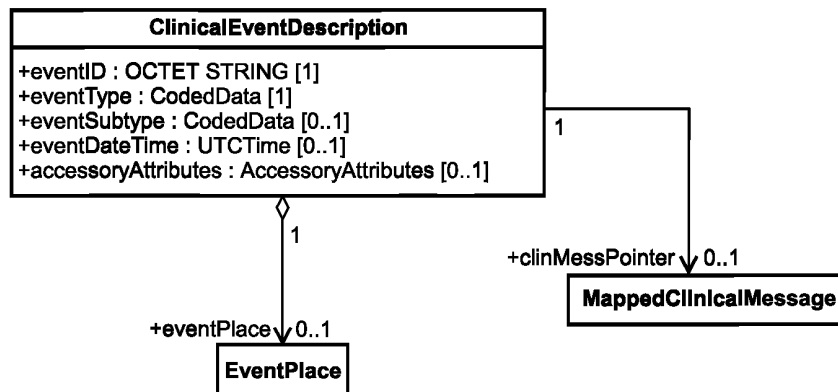 ClinicalEventDescription
+eventID : OCTET STRING [1]
+eventType : CodedData [1]
+eventSubtype : CodedData [0..1]
+eventDateTime : UTCTime [0..1]
+accessoryAttributes : AccessoryAttributes [0..1]
1
1
+clinMessPointer 0..1
MappedClinicalMessage
+eventPlace 0..1
EventPlace